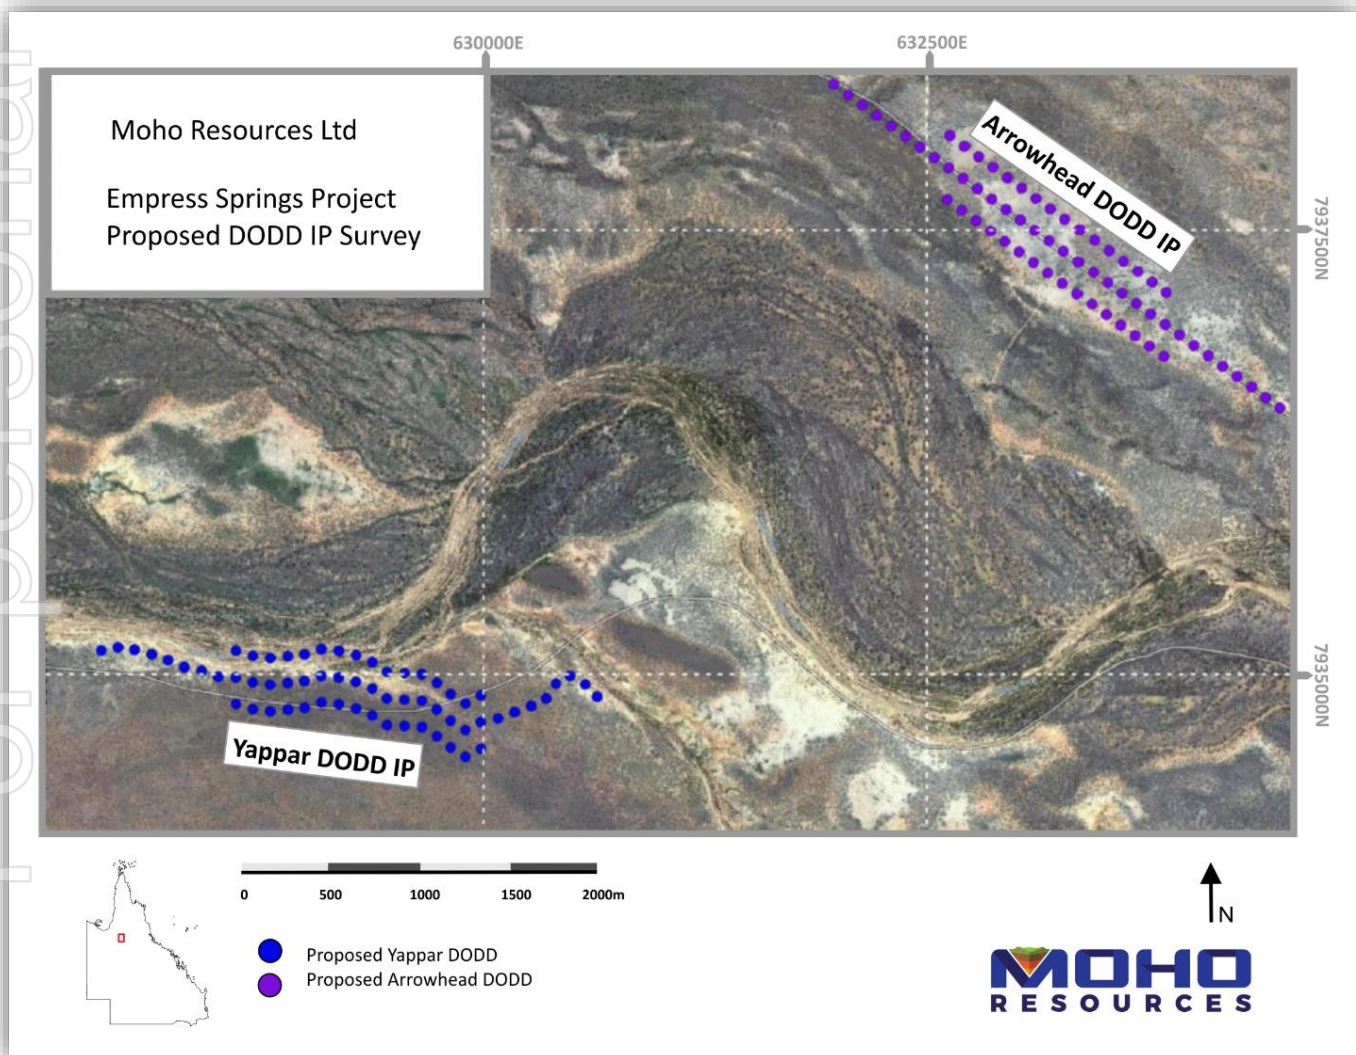 630000E
632500E
Moho Resources Ltd
Empress Springs Project
Proposed DODD IP Survey
Arrowhead DODD IP
7937500N
7935000N
Yappar DODD IP
0 500 1000 1500 2000m
Proposed Yappar DODD
Proposed Arrowhead DODD
N
MOHO
RESOURCES